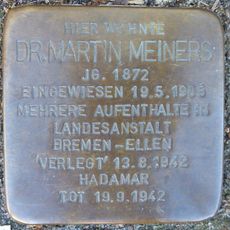 HIER WOHNTE
DR. MARTIN MEINERS
JG. 1872
EINGEWIESEN 19.5.
MEHRERE AUFENTHALTE IN
LANDESANSTALT
BREMEN-ELLEN
'VERLEGT' 13.8.1942
HADAMAR
TOT 19.9.1942